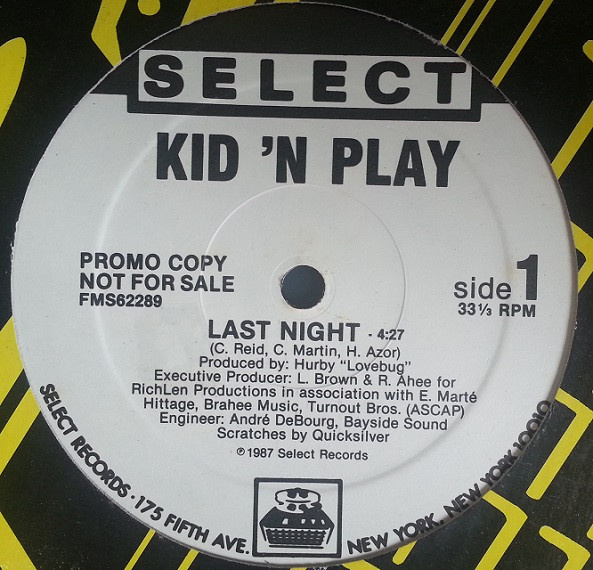 SELECT
KID 'N PLAY
PROMO COPY
NOT FOR SALE
FMS62289
side 1
33⅓ RPM
LAST NIGHT - 4:27
(C. Reid, C. Martin, H. Azor)
Produced by: Hurby "Lovebug"
Executive Producer: L. Brown & R. Ahee for
RichLen Productions in association with E. Marté
Hittage, Brahee Music, Turnout Bros. (ASCAP)
Engineer: André DeBourg, Bayside Sound
Scratches by Quicksilver
℗1987 Select Records
SELECT RECORDS · 175 FIFTH AVE. NEW YORK, NEW YORK 10010